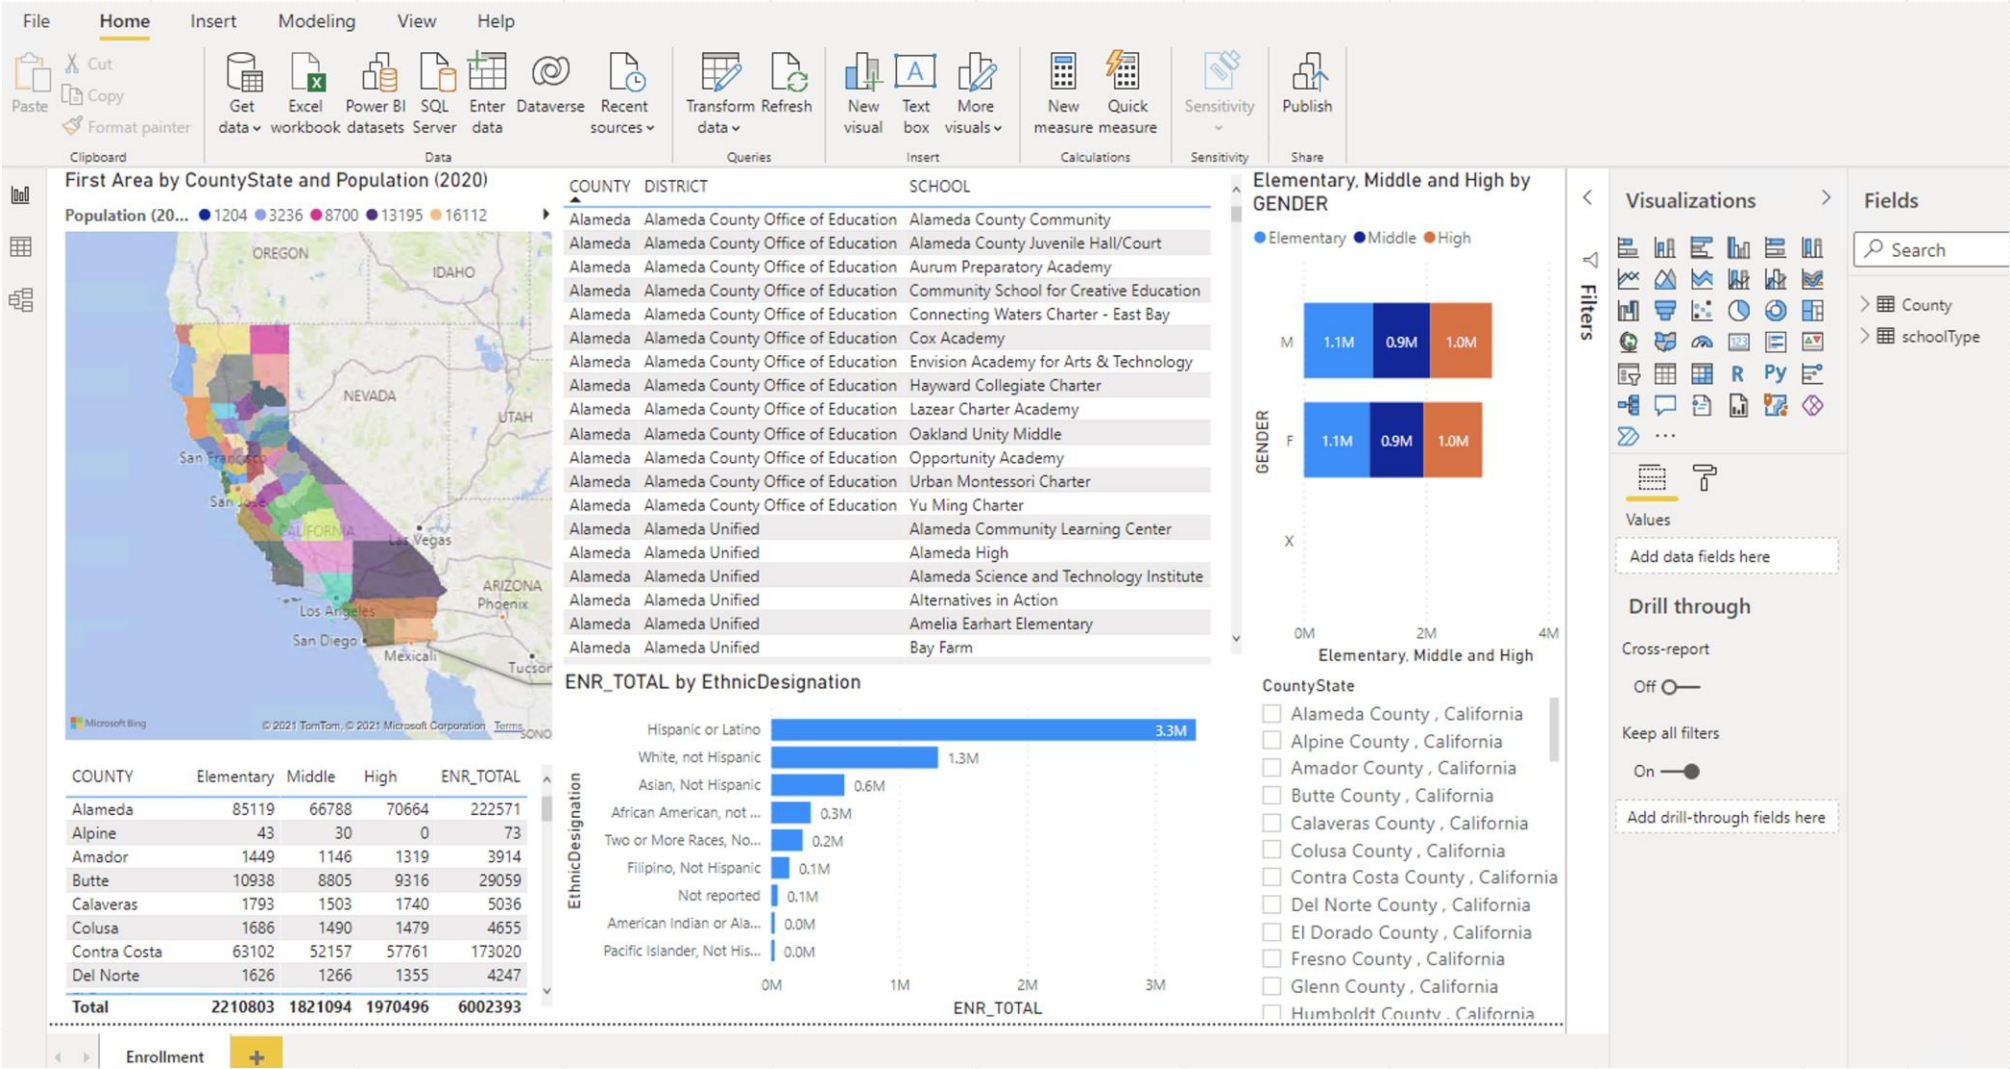 File Home Insert Modeling View Help
Paste
Cut
Copy
Format painter
Clipboard
Get data
Excel workbook
Power BI datasets
SQL Server
Enter data
Dataverse
Recent sources
Data
Transform data
Refresh
Queries
New visual
Text box
More visuals
Insert
New measure
Quick measure
Calculations
Sensitivity
Sensitivity
Publish
Share
First Area by CountyState and Population (2020)
Population (20... 1204 3236 8700 13195 16112
OREGON
IDAHO
NEVADA
UTAH
San Francisco
San Jose
CALIFORNIA
Las Vegas
ARIZONA
Phoenix
Los Angeles
San Diego
Mexicali
Tucson
Microsoft Bing
© 2021 TomTom, © 2021 Microsoft Corporation Terms
SONO
COUNTY DISTRICT SCHOOL
Alameda Alameda County Office of Education Alameda County Community
Alameda Alameda County Office of Education Alameda County Juvenile Hall/Court
Alameda Alameda County Office of Education Aurum Preparatory Academy
Alameda Alameda County Office of Education Community School for Creative Education
Alameda Alameda County Office of Education Connecting Waters Charter - East Bay
Alameda Alameda County Office of Education Cox Academy
Alameda Alameda County Office of Education Envision Academy for Arts & Technology
Alameda Alameda County Office of Education Hayward Collegiate Charter
Alameda Alameda County Office of Education Lazear Charter Academy
Alameda Alameda County Office of Education Oakland Unity Middle
Alameda Alameda County Office of Education Opportunity Academy
Alameda Alameda County Office of Education Urban Montessori Charter
Alameda Alameda County Office of Education Yu Ming Charter
Alameda Alameda Unified Alameda Community Learning Center
Alameda Alameda Unified Alameda High
Alameda Alameda Unified Alameda Science and Technology Institute
Alameda Alameda Unified Alternatives in Action
Alameda Alameda Unified Amelia Earhart Elementary
Alameda Alameda Unified Bay Farm
Elementary, Middle and High by
GENDER
Elementary Middle High
GENDER
M 1.1M 0.9M 1.0M
F 1.1M 0.9M 1.0M
X
0M 2M 4M
Elementary, Middle and High
COUNTY Elementary Middle High ENR_TOTAL
Alameda 85119 66788 70664 222571
Alpine 43 30 0 73
Amador 1449 1146 1319 3914
Butte 10938 8805 9316 29059
Calaveras 1793 1503 1740 5036
Colusa 1686 1490 1479 4655
Contra Costa 63102 52157 57761 173020
Del Norte 1626 1266 1355 4247
Total 2210803 1821094 1970496 6002393
ENR_TOTAL by EthnicDesignation
EthnicDesignation
Hispanic or Latino 3.3M
White, not Hispanic 1.3M
Asian, Not Hispanic 0.6M
African American, not ... 0.3M
Two or More Races, No... 0.2M
Filipino, Not Hispanic 0.1M
Not reported 0.1M
American Indian or Ala... 0.0M
Pacific Islander, Not His... 0.0M
0M 1M 2M 3M
ENR_TOTAL
CountyState
Alameda County , California
Alpine County , California
Amador County , California
Butte County , California
Calaveras County , California
Colusa County , California
Contra Costa County , California
Del Norte County , California
El Dorado County , California
Fresno County , California
Glenn County , California
Humboldt County , California
Filters
Visualizations
R Py
123
...
Values
Add data fields here
Drill through
Cross-report
Off
Keep all filters
On
Add drill-through fields here
Fields
Search
County
schoolType
Enrollment +